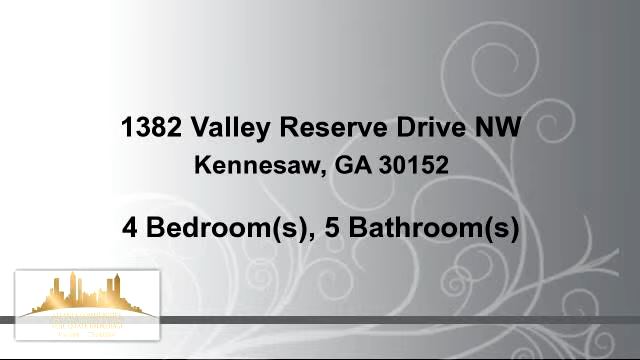 1382 Valley Reserve Drive NW
Kennesaw, GA 30152
4 Bedroom(s), 5 Bathroom(s)